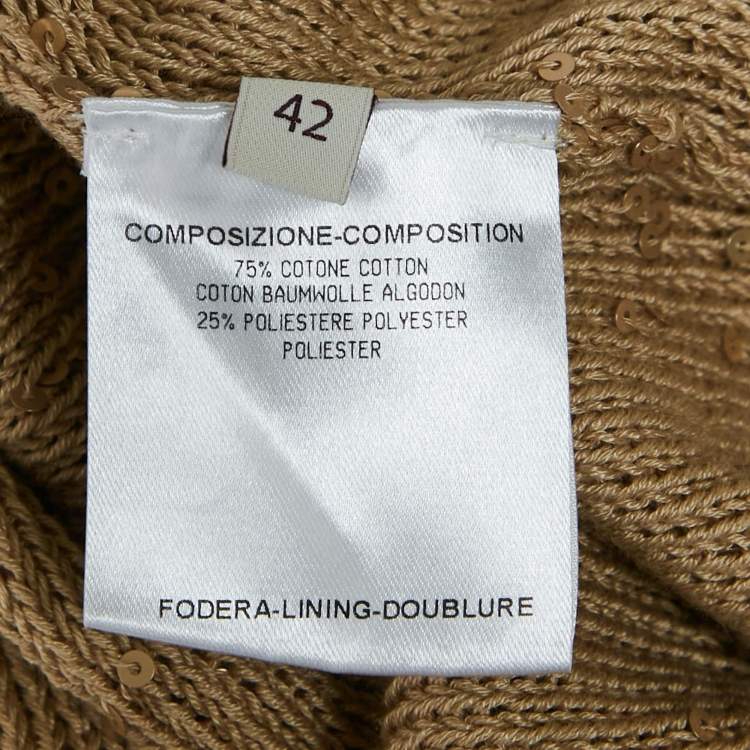 42
COMPOSIZIONE-COMPOSITION
75% COTONE COTTON
COTON BAUMWOLLE ALGODON
25% POLIESTERE POLYESTER
POLIESTER
FODERA-LINING-DOUBLURE